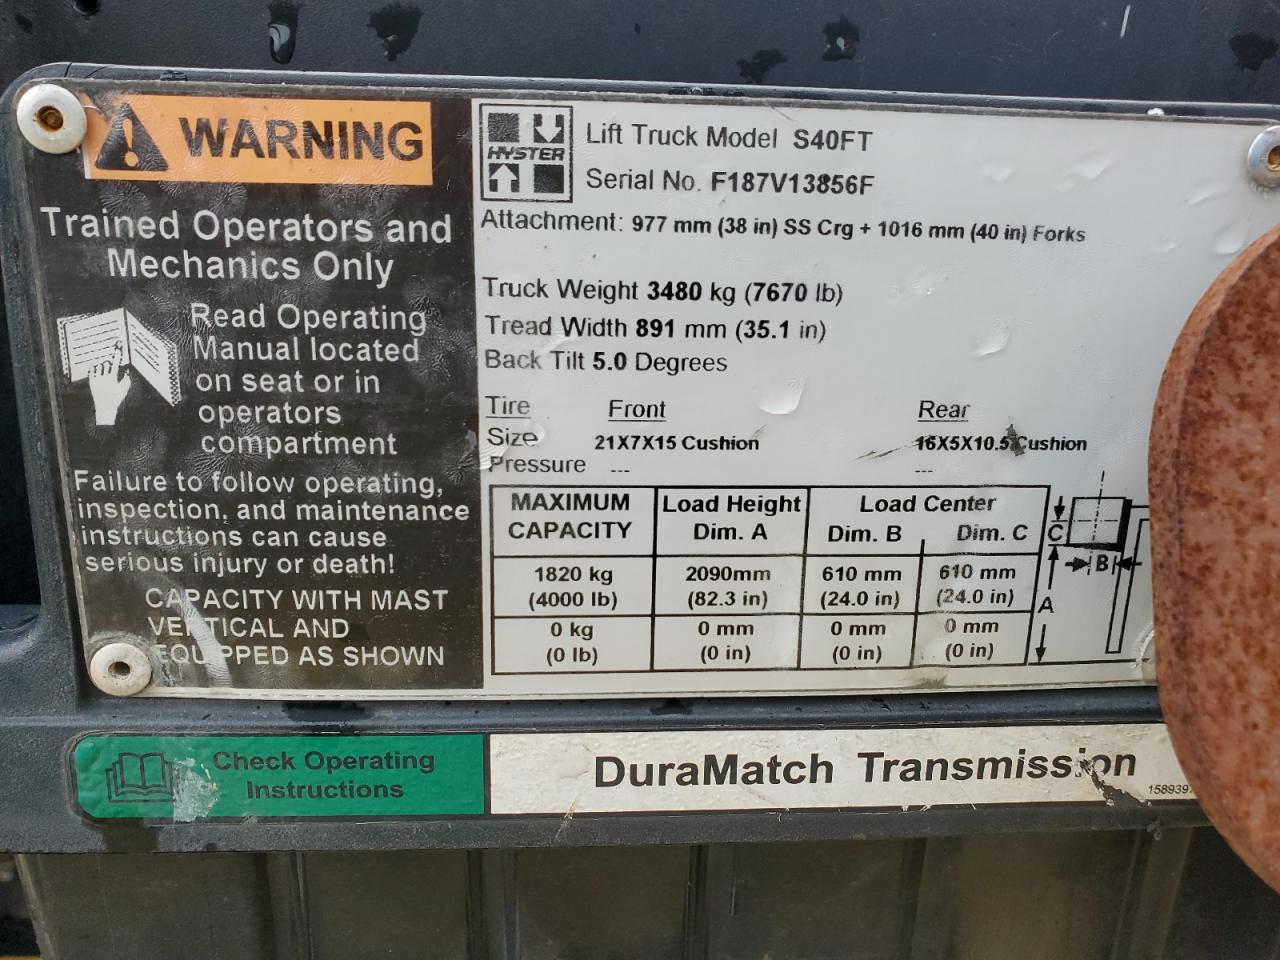 WARNING
Trained Operators and
Mechanics Only
Read Operating
Manual located
on seat or in
operators
compartment
Failure to follow operating,
inspection, and maintenance
instructions can cause
serious injury or death!
CAPACITY WITH MAST
VERTICAL AND
EQUIPPED AS SHOWN
HYSTER
Lift Truck Model S40FT
Serial No. F187V13856F
Attachment: 977 mm (38 in) SS Crg + 1016 mm (40 in) Forks
Truck Weight 3480 kg (7670 lb)
Tread Width 891 mm (35.1 in)
Back Tilt 5.0 Degrees
Tire Front Rear
Size 21X7X15 Cushion 16X5X10.5 Cushion
Pressure --- ---
MAXIMUM Load Height Load Center
CAPACITY Dim. A Dim. B Dim. C
1820 kg 2090mm 610 mm 610 mm
(4000 lb) (82.3 in) (24.0 in) (24.0 in)
0 kg 0 mm 0 mm 0 mm
(0 lb) (0 in) (0 in) (0 in)
C
B
A
Check Operating
Instructions
DuraMatch Transmission